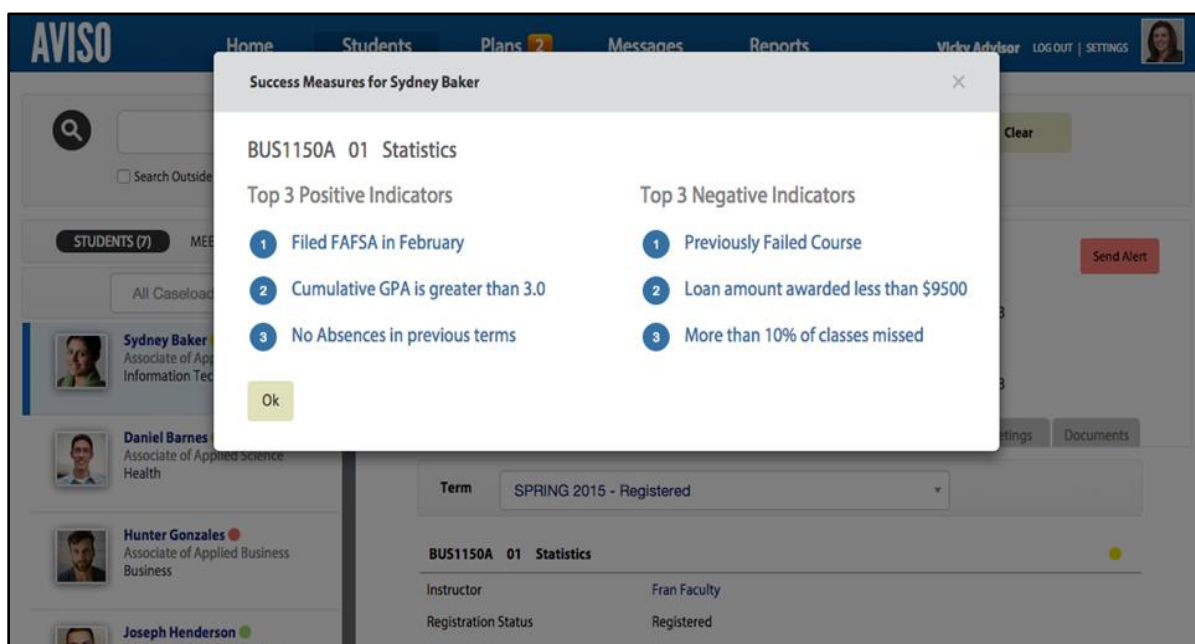 AVISO
Home Students Plans 2 Messages Reports
Vicky Advisor LOG OUT | SETTINGS
Success Measures for Sydney Baker ×
BUS1150A 01 Statistics
Top 3 Positive Indicators
1 Filed FAFSA in February
2 Cumulative GPA is greater than 3.0
3 No Absences in previous terms
Top 3 Negative Indicators
1 Previously Failed Course
2 Loan amount awarded less than $9500
3 More than 10% of classes missed
Ok
Clear
Search Outside
STUDENTS (7)
Send Alert
All Caseload
Sydney Baker
Associate of
Information
Daniel Barnes
Associate of Applied Science
Health
Hunter Gonzales
Associate of Applied Business
Business
Joseph Henderson
3
3
Documents
Term SPRING 2015 - Registered
BUS1150A 01 Statistics
Instructor Fran Faculty
Registration Status Registered